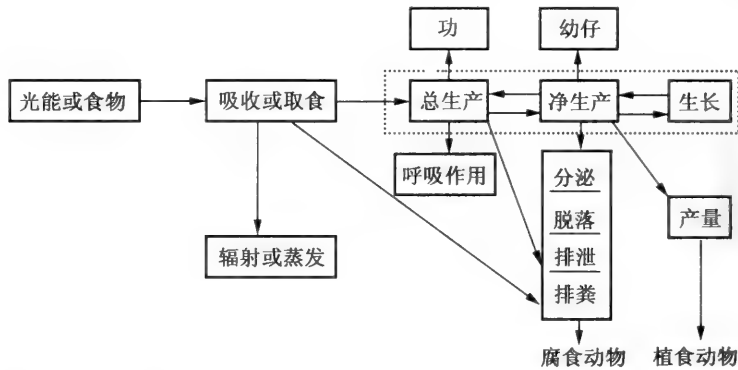 功
幼仔
光能或食物
吸收或取食
总生产
净生产
生长
呼吸作用
分泌
脱落
排泄
排粪
产量
辐射或蒸发
腐食动物
植食动物